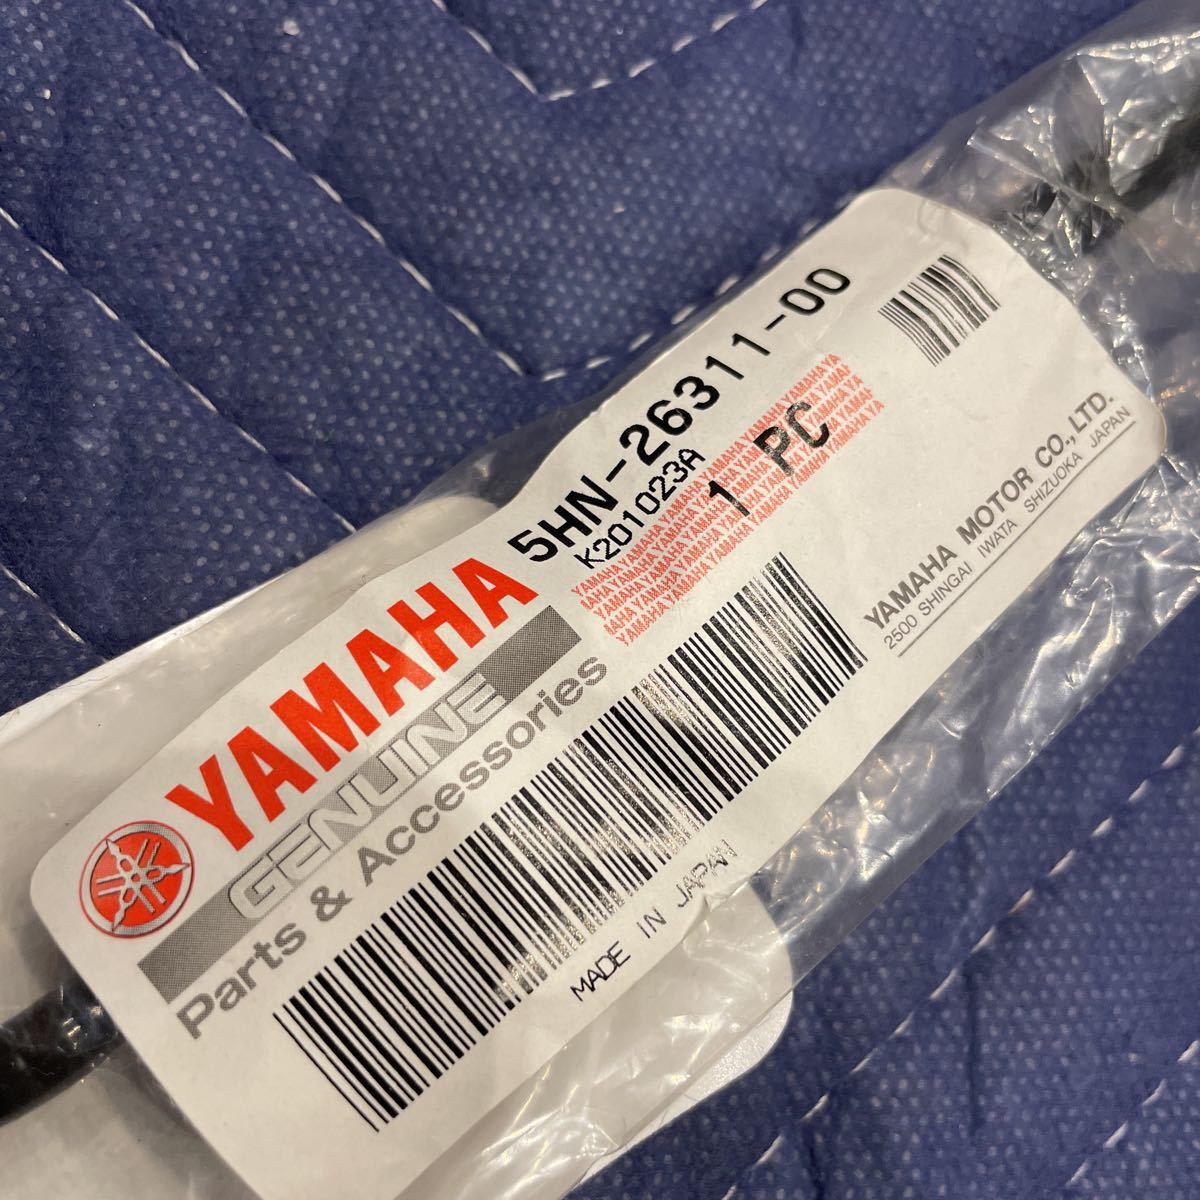 5HN-26311-00
K201023A
1 PC
YAMAHA
GENUINE
Parts & Accessories
MADE IN JAPAN
YAMAHA MOTOR CO., LTD.
2500 SHINGAI IWATA SHIZUOKA JAPAN